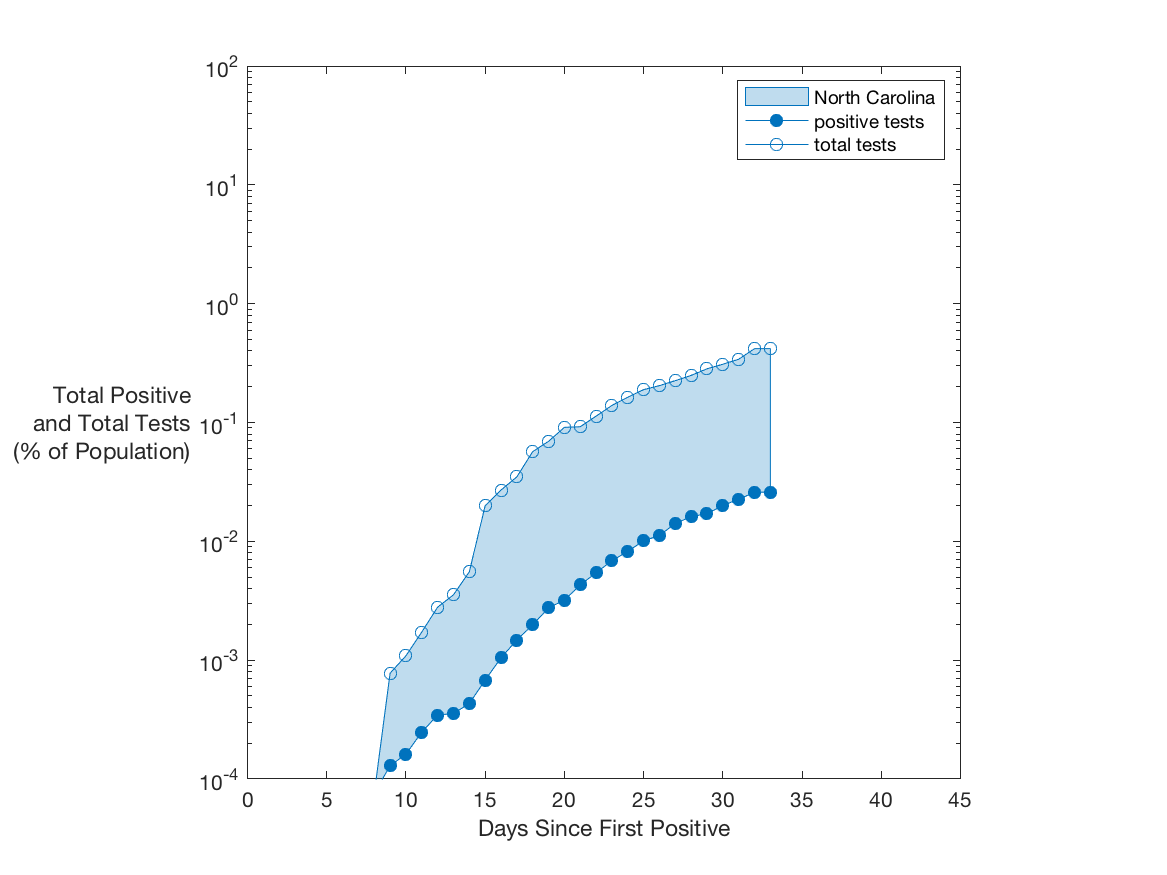 10^2
10^1
10^0
10^-1
10^-2
10^-3
10^-4
Total Positive
and Total Tests
(% of Population)
North Carolina
positive tests
total tests
0 5 10 15 20 25 30 35 40 45
Days Since First Positive